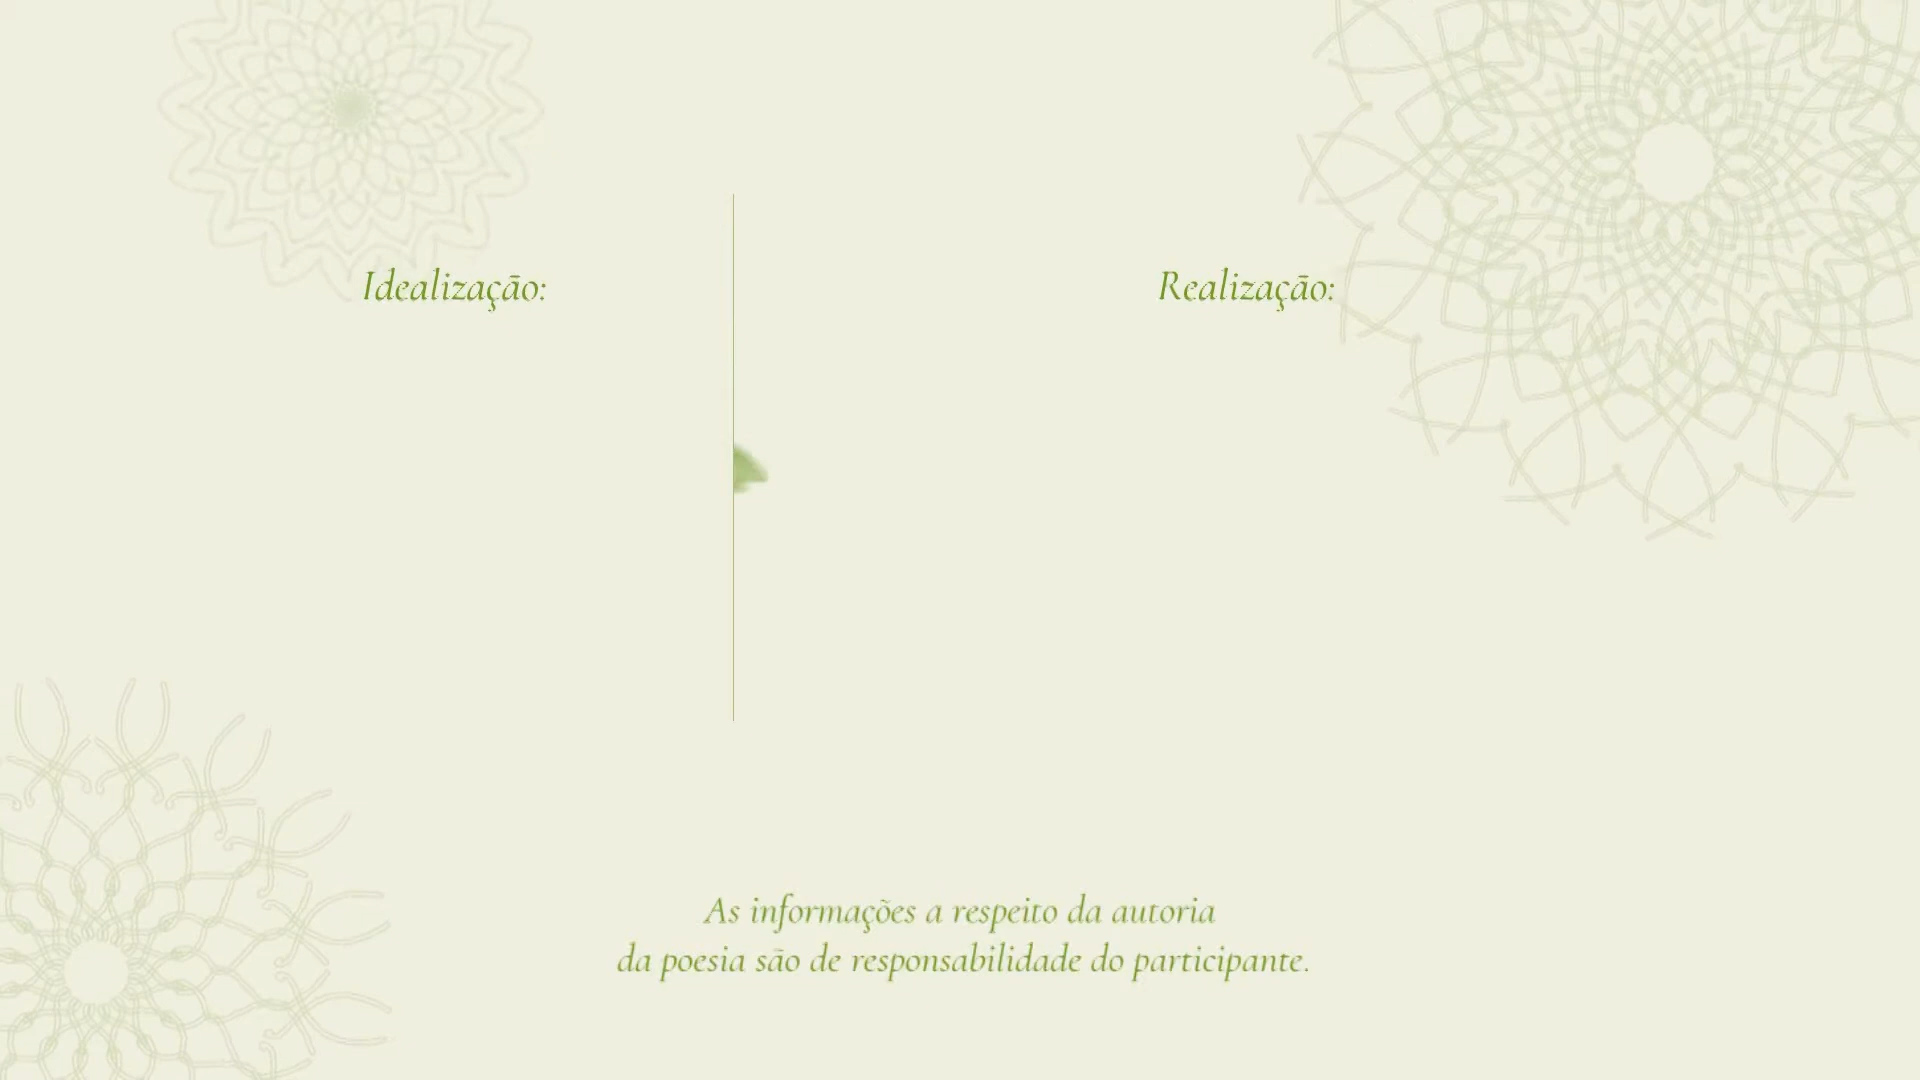 Idealização:
Realização:
As informações a respeito da autoria
da poesia são de responsabilidade do participante.